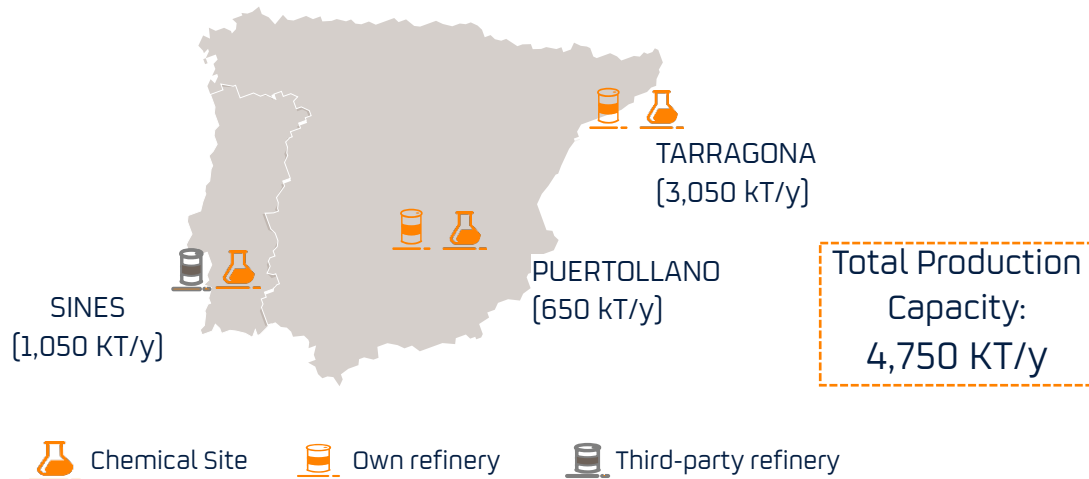 TARRAGONA
(3,050 KT/y)
PUERTOLLANO
(650 KT/y)
SINES
(1,050 KT/y)
Total Production
Capacity:
4,750 KT/y
Chemical Site
Own refinery
Third-party refinery